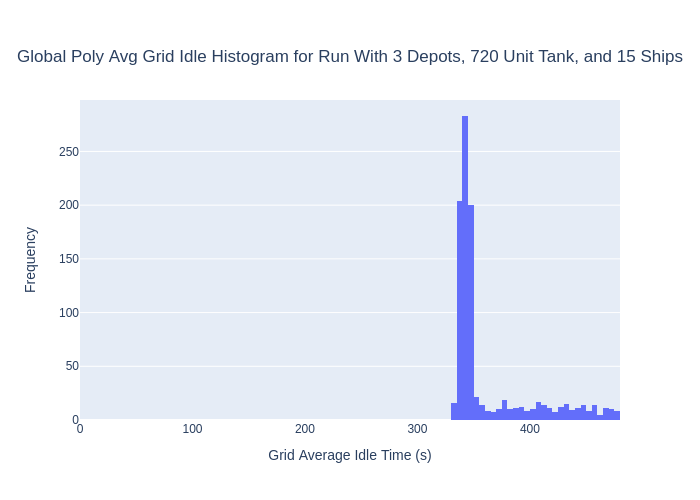 Global Poly Avg Grid Idle Histogram for Run With 3 Depots, 720 Unit Tank, and 15 Ships
250
200
150
100
50
0
Frequency
0 100 200 300 400
Grid Average Idle Time (s)